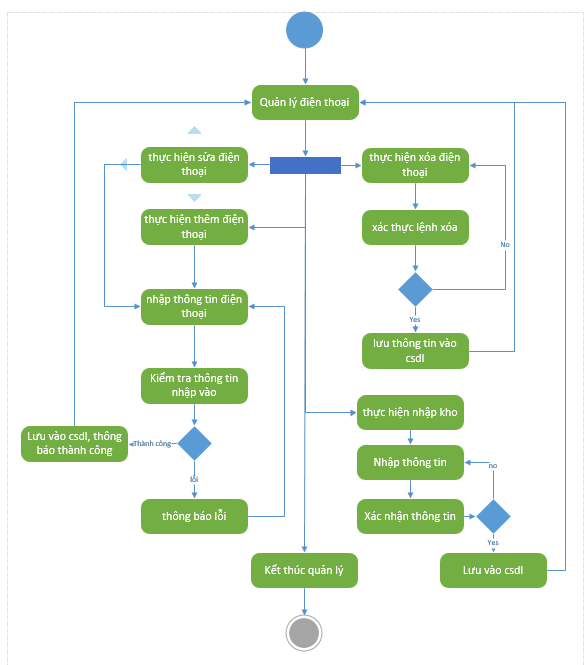 Quản lý điện thoại
thực hiện sửa điện
thoại
thực hiện xóa điện
thoại
thực hiện thêm điện
thoại
xác thực lệnh xóa
No
nhập thông tin điện
thoại
Yes
lưu thông tin vào
csdl
Kiểm tra thông tin
nhập vào
thực hiện nhập kho
Lưu vào csdl, thông
báo thành công
Thành công
Nhập thông tin
no
lỗi
thông báo lỗi
Xác nhận thông tin
Yes
Kết thúc quản lý
Lưu vào csdl